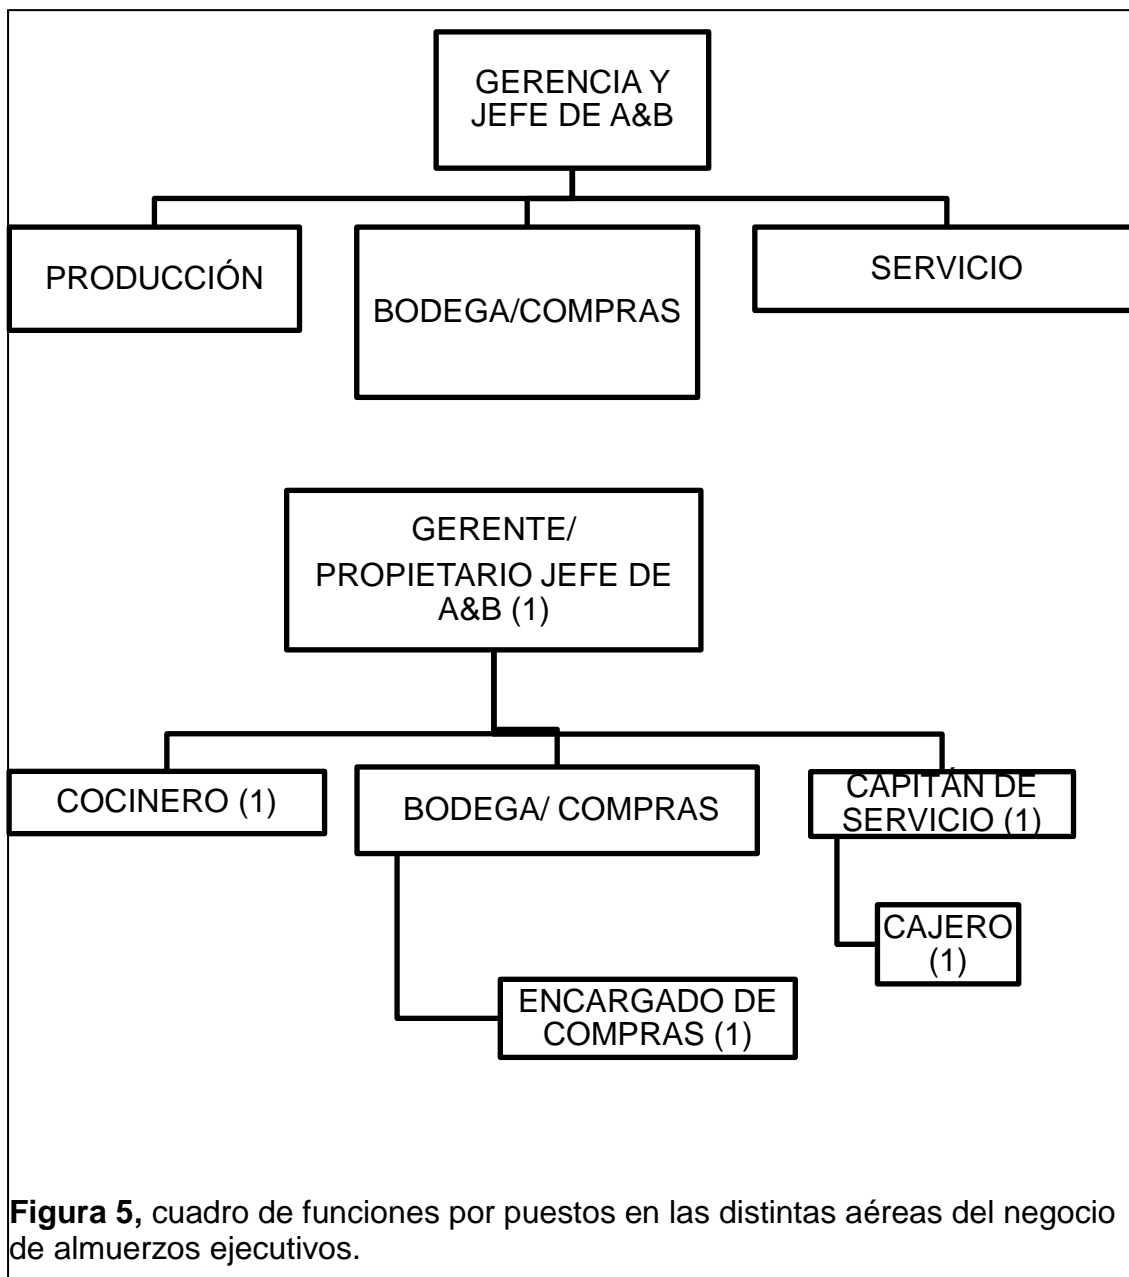 GERENCIA Y
JEFE DE A&B
PRODUCCIÓN
BODEGA/COMPRAS
SERVICIO
GERENTE/
PROPIETARIO JEFE DE
A&B (1)
COCINERO (1)
BODEGA/ COMPRAS
CAPITÁN DE
SERVICIO (1)
CAJERO
(1)
ENCARGADO DE
COMPRAS (1)
Figura 5, cuadro de funciones por puestos en las distintas aéreas del negocio
de almuerzos ejecutivos.